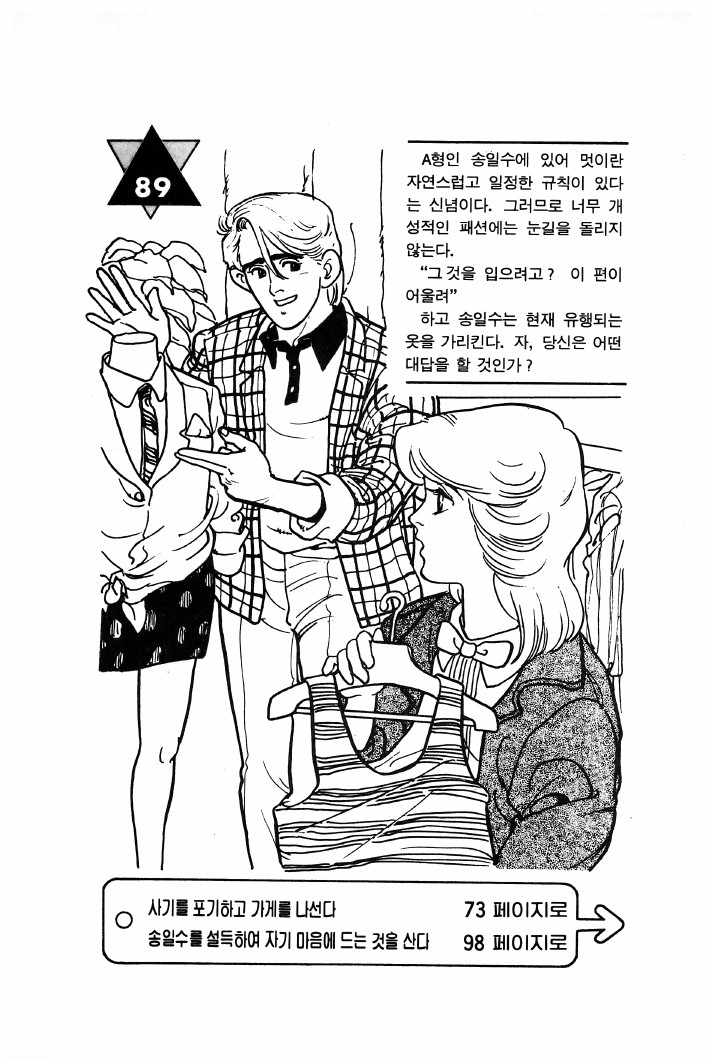 89
A형인 송일수에 있어 멋이란
자연스럽고 일정한 규칙이 있다
는 신념이다. 그러므로 너무 개
성적인 패션에는 눈길을 돌리지
않는다.
“그것을 입으려고? 이 편이
어울려”
하고 송일수는 현재 유행되는
옷을 가리킨다. 자, 당신은 어떤
대답을 할 것인가?
사기를 포기하고 가게를 나선다 73 페이지로
송일수를 설득하여 자기 마음에 드는 것을 산다 98 페이지로